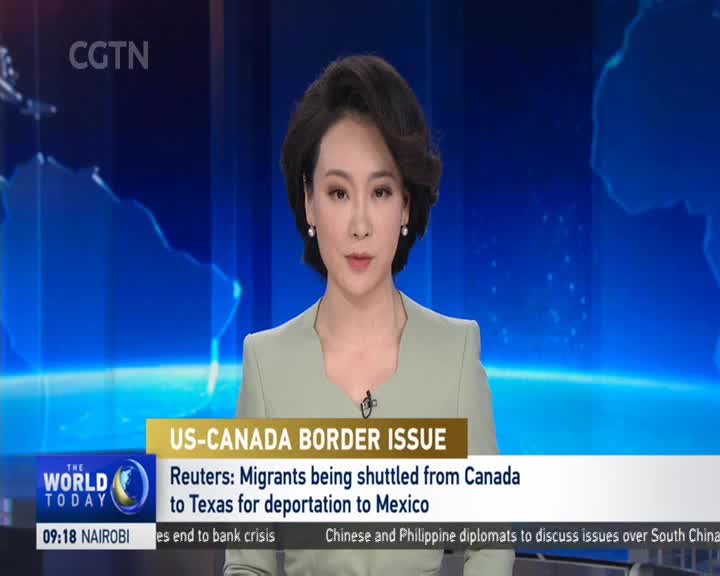 CGTN
US-CANADA BORDER ISSUE
THE
WORLD
TODAY
Reuters: Migrants being shuttled from Canada
to Texas for deportation to Mexico
09:18 NAIROBI
es end to bank crisis
Chinese and Philippine diplomats to discuss issues over South China